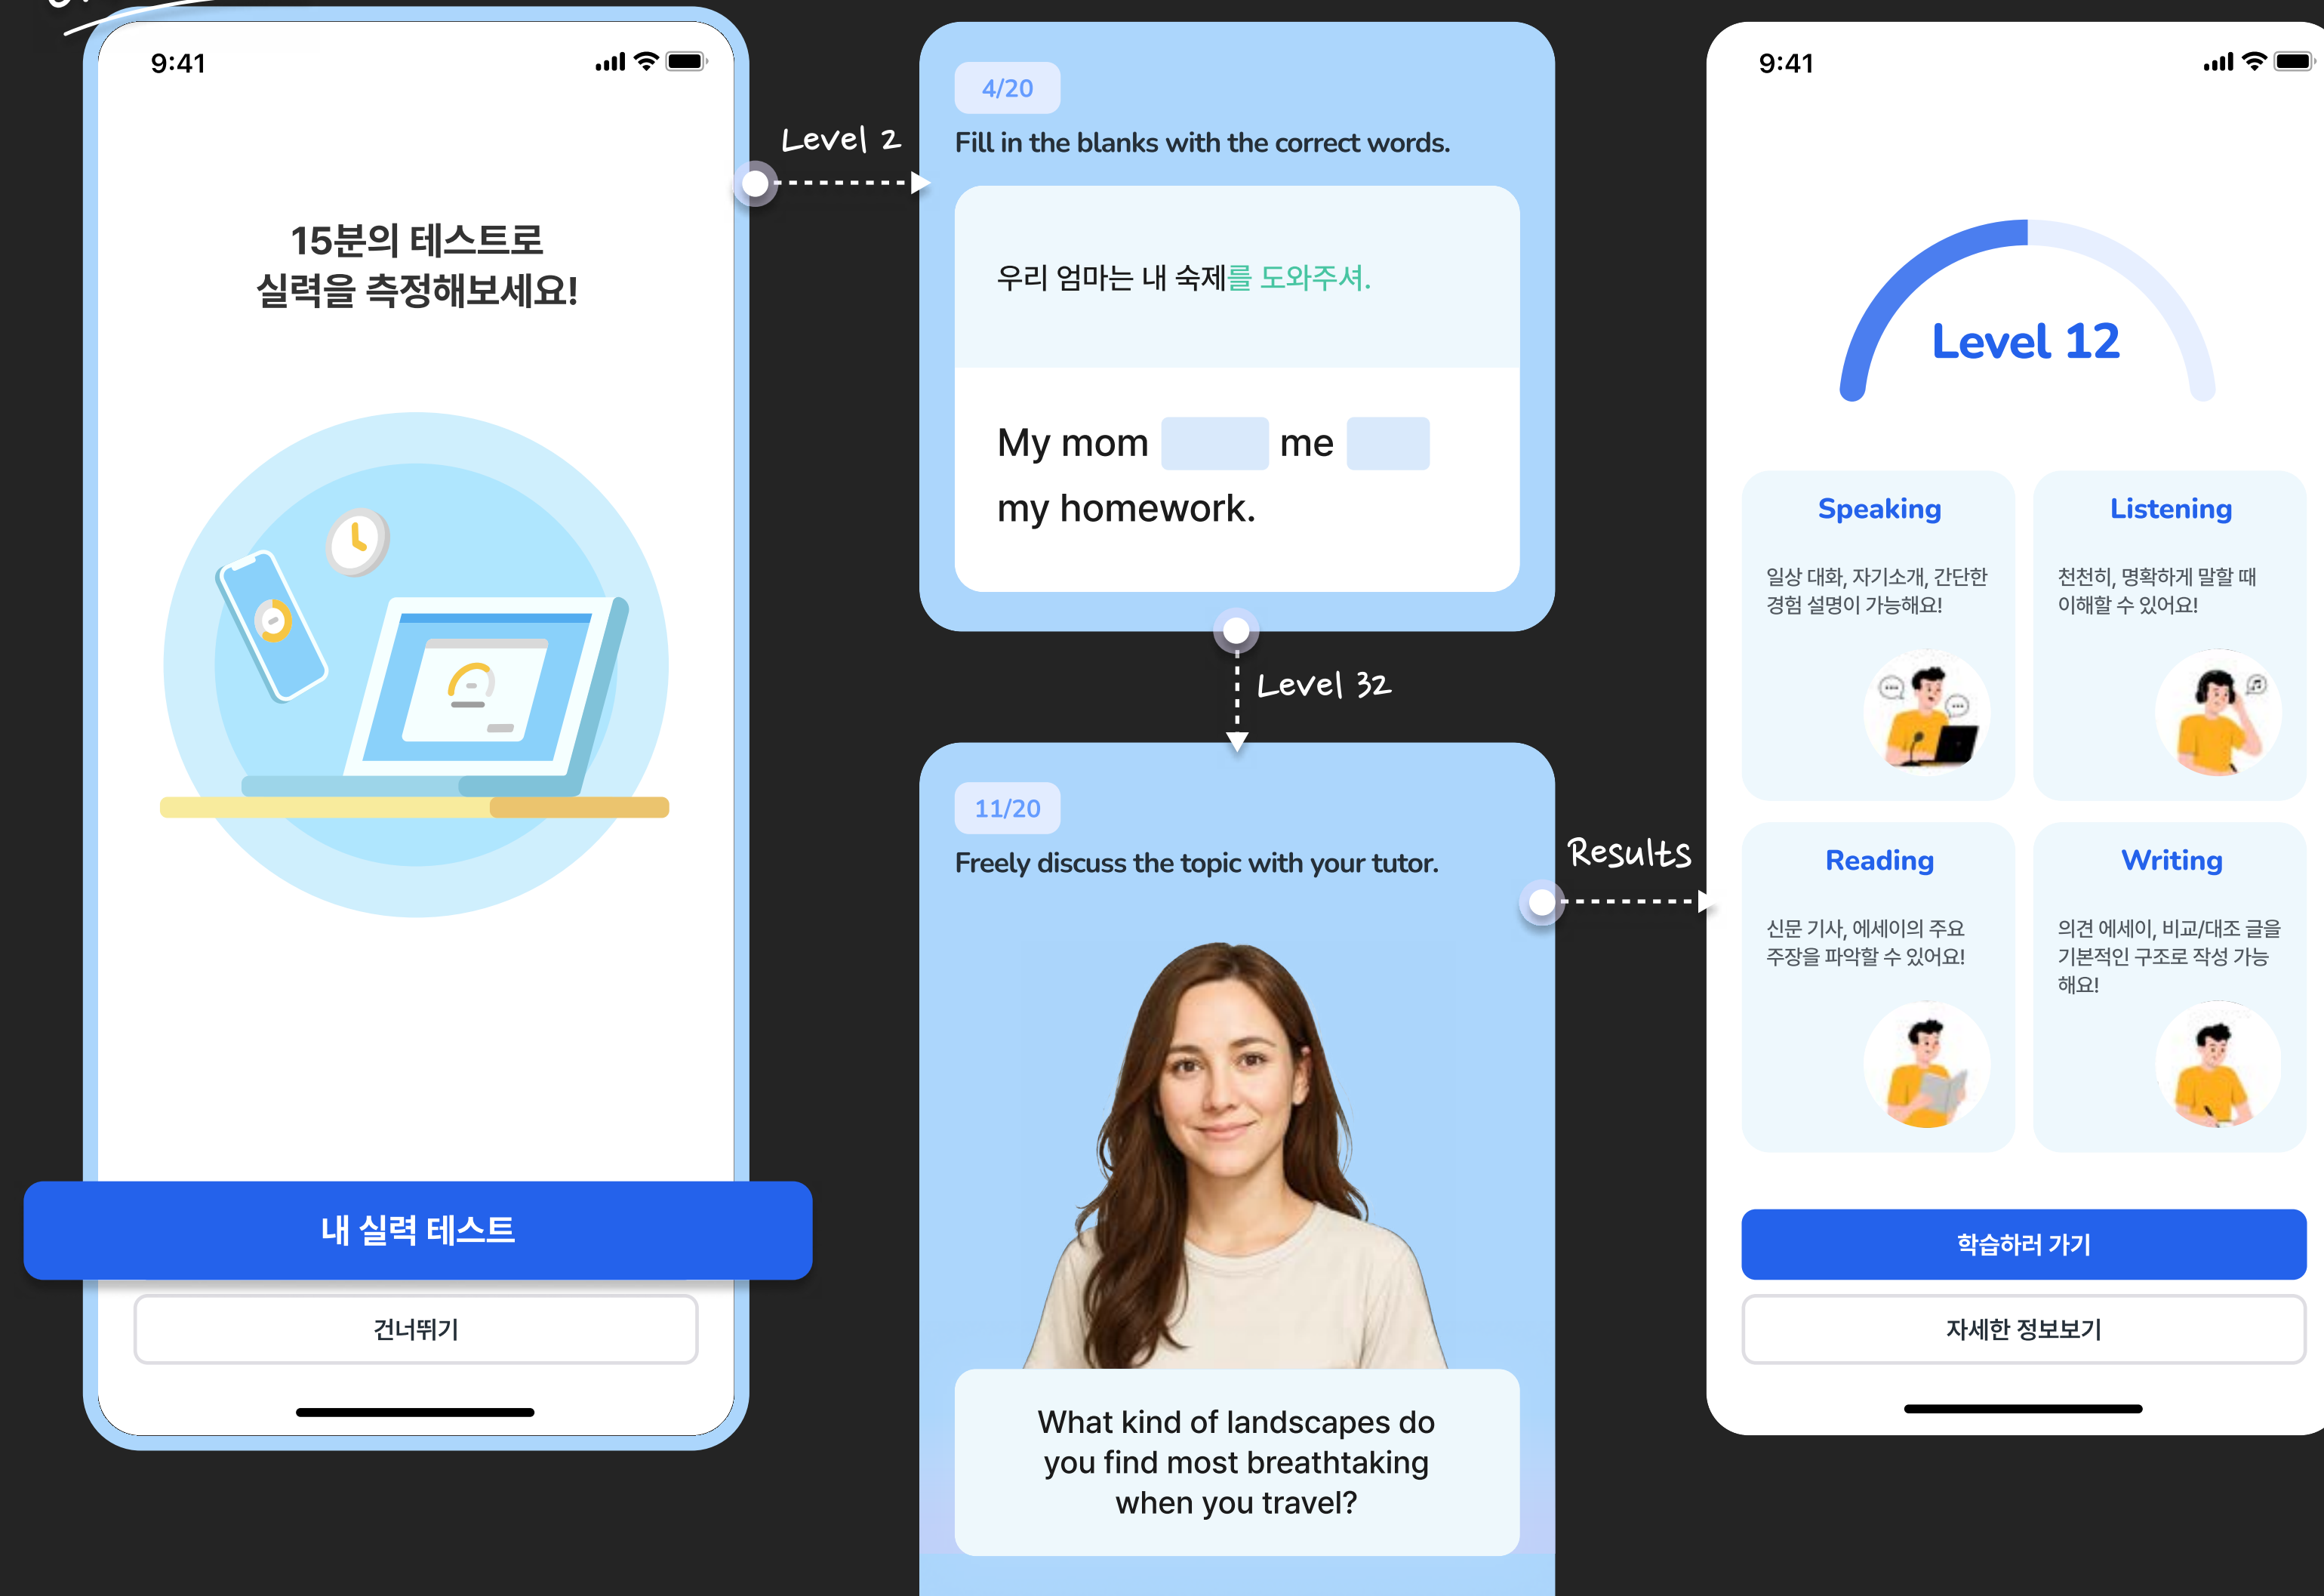 9:41
15분의 테스트로
실력을 측정해보세요!
내 실력 테스트
건너뛰기
Level 2
4/20
Fill in the blanks with the correct words.
우리 엄마는 내 숙제를 도와주셔.
My mom me
my homework.
Level 32
11/20
Freely discuss the topic with your tutor.
What kind of landscapes do
you find most breathtaking
when you travel?
Results
9:41
Level 12
Speaking
일상 대화, 자기소개, 간단한
경험 설명이 가능해요!
Listening
천천히, 명확하게 말할 때
이해할 수 있어요!
Reading
신문 기사, 에세이의 주요
주장을 파악할 수 있어요!
Writing
의견 에세이, 비교/대조 글을
기본적인 구조로 작성 가능
해요!
학습하러 가기
자세한 정보보기